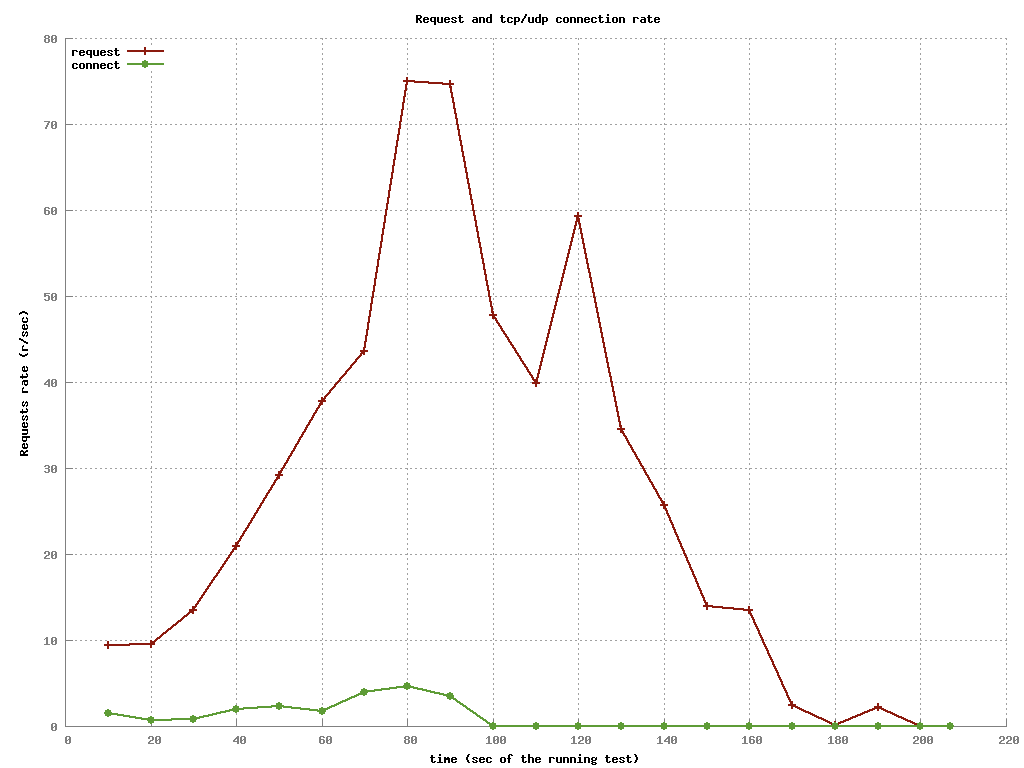 Request and tcp/udp connection rate
80
request
connect
70
60
50
40
30
20
10
0
Requests rate (r/sec)
0 20 40 60 80 100 120 140 160 180 200 220
time (sec of the running test)